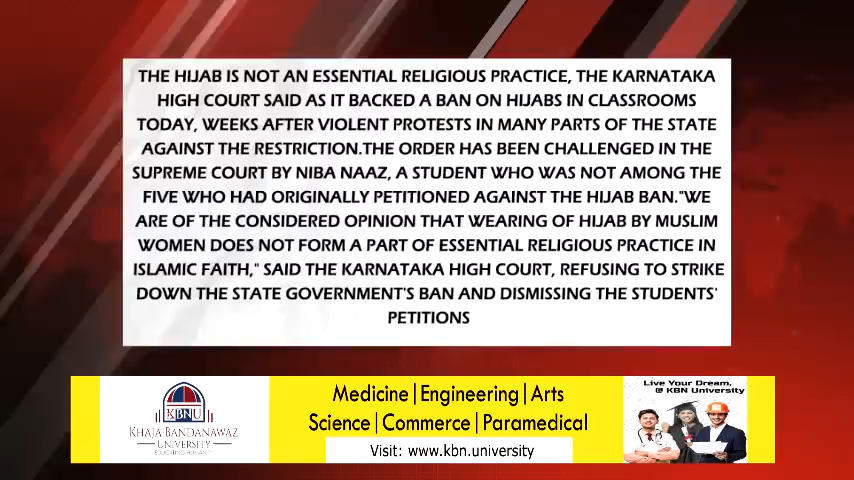 THE HIJAB IS NOT AN ESSENTIAL RELIGIOUS PRACTICE, THE KARNATAKA
HIGH COURT SAID AS IT BACKED A BAN ON HIJABS IN CLASSROOMS
TODAY, WEEKS AFTER VIOLENT PROTESTS IN MANY PARTS OF THE STATE
AGAINST THE RESTRICTION.THE ORDER HAS BEEN CHALLENGED IN THE
SUPREME COURT BY NIBA NAAZ, A STUDENT WHO WAS NOT AMONG THE
FIVE WHO HAD ORIGINALLY PETITIONED AGAINST THE HIJAB BAN."WE
ARE OF THE CONSIDERED OPINION THAT WEARING OF HIJAB BY MUSLIM
WOMEN DOES NOT FORM A PART OF ESSENTIAL RELIGIOUS PRACTICE IN
ISLAMIC FAITH," SAID THE KARNATAKA HIGH COURT, REFUSING TO STRIKE
DOWN THE STATE GOVERNMENT'S BAN AND DISMISSING THE STUDENTS'
PETITIONS
KBNU
KHAJA BANDANAWAZ
UNIVERSITY
EDUCATING HUMANITY
Medicine|Engineering|Arts
Science|Commerce|Paramedical
Visit: www.kbn.university
Live Your Dream,
@ KBN University